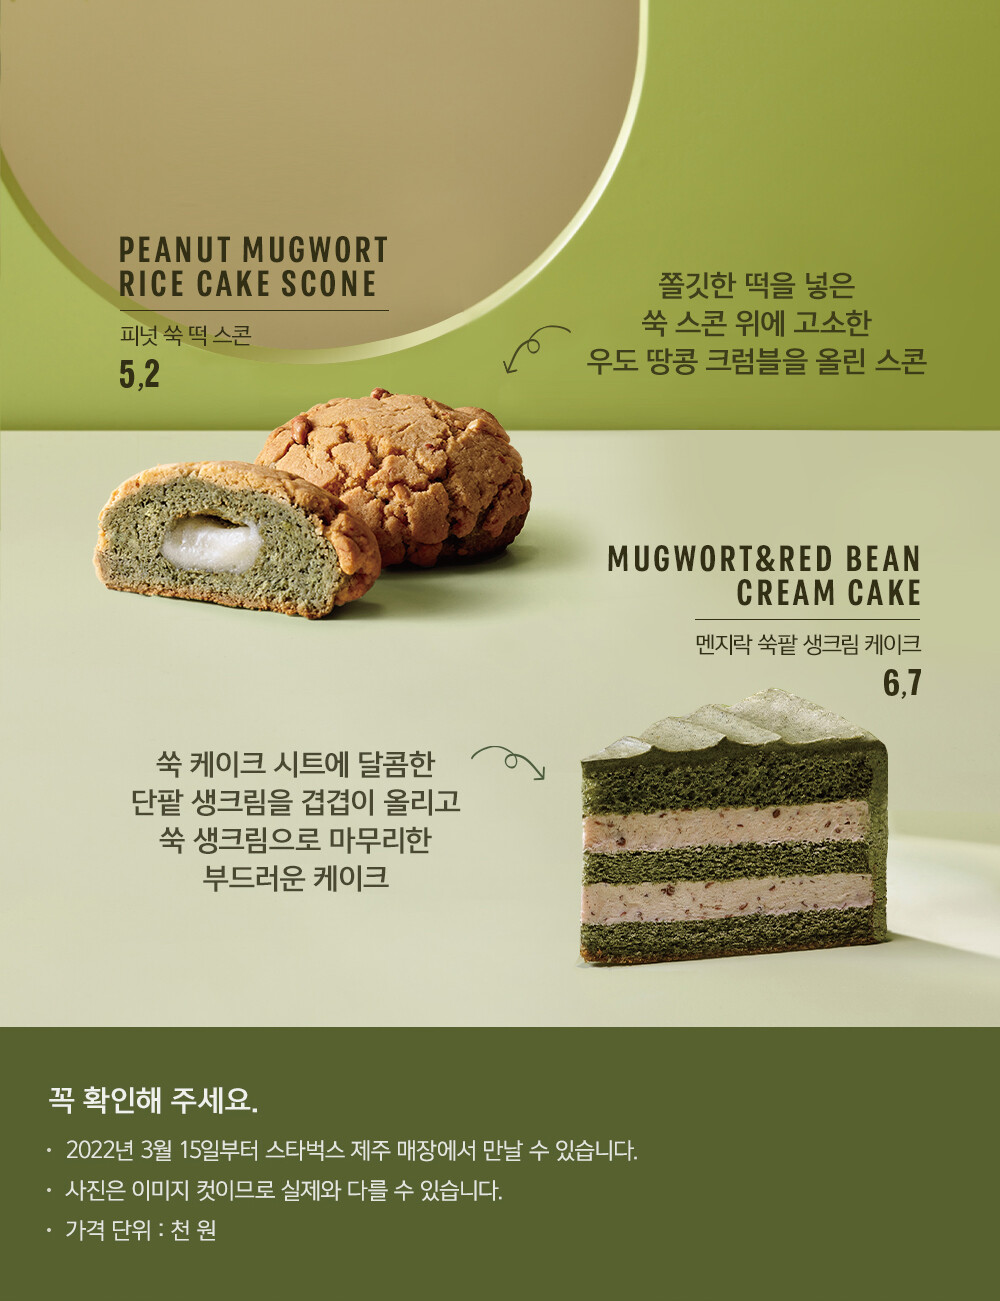 PEANUT MUGWORT
RICE CAKE SCONE
피넛 쑥 떡 스콘
5,2
쫄깃한 떡을 넣은
쑥 스콘 위에 고소한
우도 땅콩 크럼블을 올린 스콘
MUGWORT&RED BEAN
CREAM CAKE
멘지락 쑥팥 생크림 케이크
6,7
쑥 케이크 시트에 달콤한
단팥 생크림을 겹겹이 올리고
쑥 생크림으로 마무리한
부드러운 케이크
꼭 확인해 주세요.
· 2022년 3월 15일부터 스타벅스 제주 매장에서 만날 수 있습니다.
· 사진은 이미지 컷이므로 실제와 다를 수 있습니다.
· 가격 단위 : 천 원